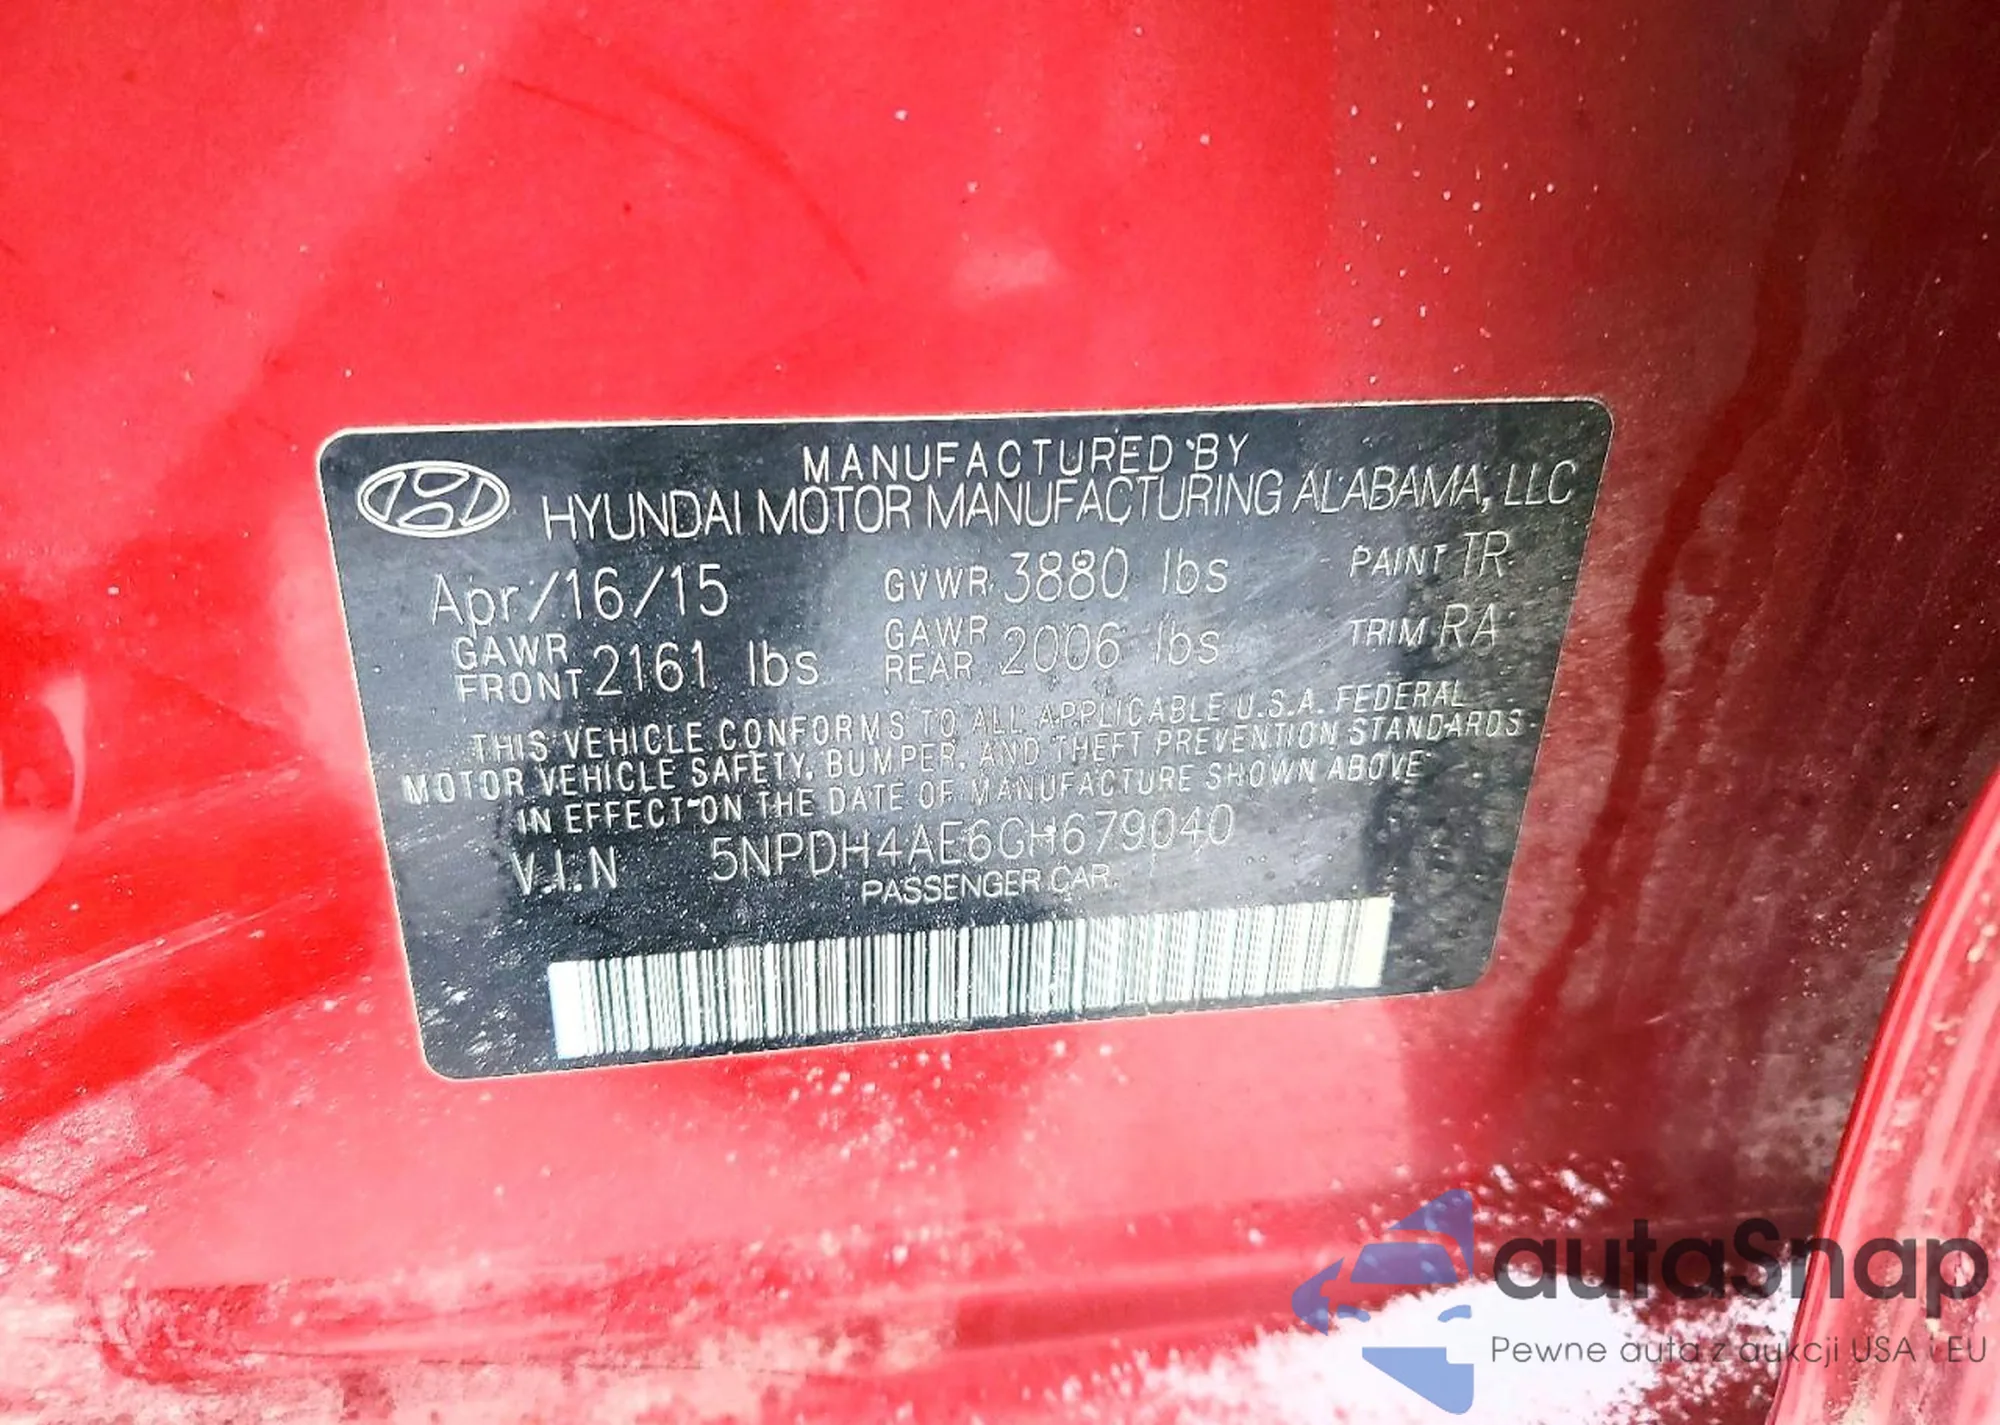 MANUFACTURED BY
HYUNDAI MOTOR MANUFACTURING ALABAMA, LLC
Apr/16/15 GVWR 3880 lbs PAINT TR
GAWR FRONT 2161 lbs GAWR REAR 2006 lbs TRIM RA
THIS VEHICLE CONFORMS TO ALL APPLICABLE U.S.A. FEDERAL
MOTOR VEHICLE SAFETY, BUMPER, AND THEFT PREVENTION STANDARDS
IN EFFECT ON THE DATE OF MANUFACTURE SHOWN ABOVE
V.I.N 5NPDH4AE6GH679040
PASSENGER CAR
autaSnap
Pewne auta z aukcji USA i EU